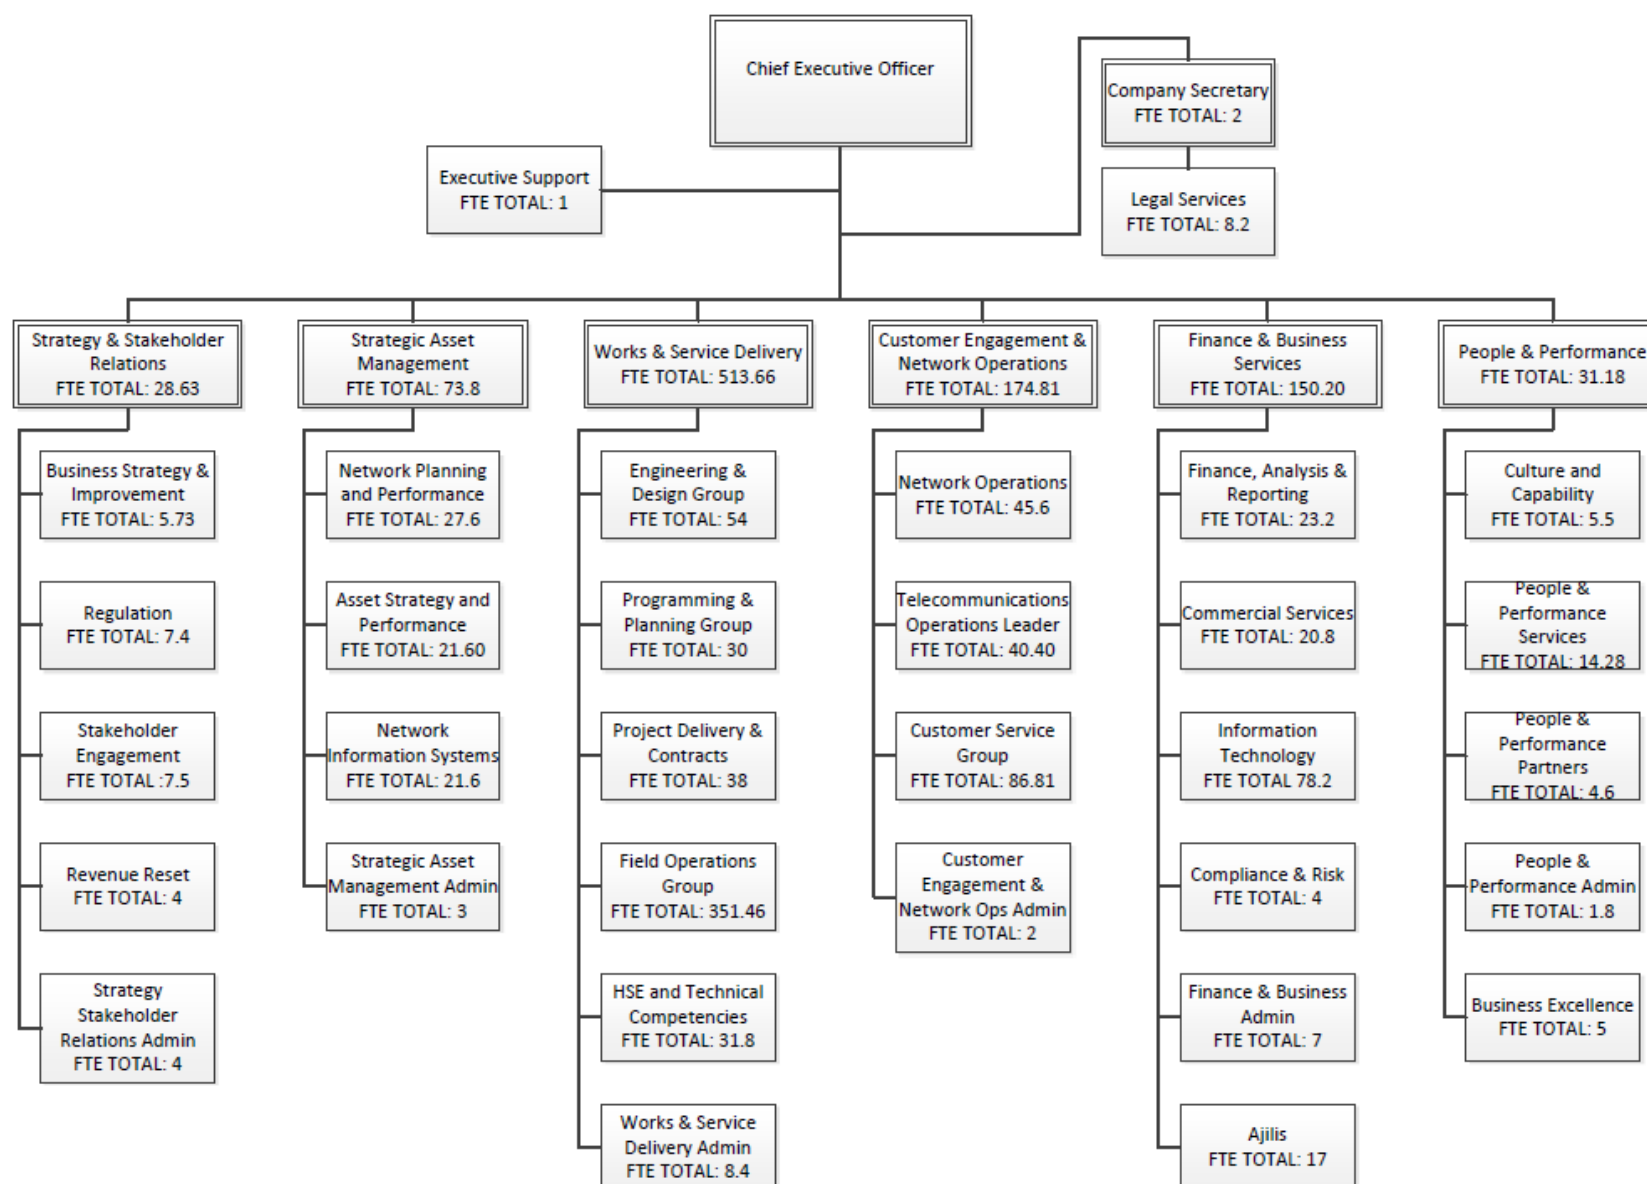 Chief Executive Officer
Company Secretary
FTE TOTAL: 2
Executive Support
FTE TOTAL: 1
Legal Services
FTE TOTAL: 8.2
Strategy & Stakeholder
Relations
FTE TOTAL: 28.63
Business Strategy &
Improvement
FTE TOTAL: 5.73
Regulation
FTE TOTAL: 7.4
Stakeholder
Engagement
FTE TOTAL :7.5
Revenue Reset
FTE TOTAL: 4
Strategy
Stakeholder
Relations Admin
FTE TOTAL: 4
Strategic Asset
Management
FTE TOTAL: 73.8
Network Planning
and Performance
FTE TOTAL: 27.6
Asset Strategy and
Performance
FTE TOTAL: 21.60
Network
Information Systems
FTE TOTAL: 21.6
Strategic Asset
Management Admin
FTE TOTAL: 3
Works & Service Delivery
FTE TOTAL: 513.66
Engineering &
Design Group
FTE TOTAL: 54
Programming &
Planning Group
FTE TOTAL: 30
Project Delivery &
Contracts
FTE TOTAL: 38
Field Operations
Group
FTE TOTAL: 351.46
HSE and Technical
Competencies
FTE TOTAL: 31.8
Works & Service
Delivery Admin
FTE TOTAL: 8.4
Customer Engagement &
Network Operations
FTE TOTAL: 174.81
Network Operations
FTE TOTAL: 45.6
Telecommunications
Operations Leader
FTE TOTAL: 40.40
Customer Service
Group
FTE TOTAL: 86.81
Customer
Engagement &
Network Ops Admin
FTE TOTAL: 2
Finance & Business
Services
FTE TOTAL: 150.20
Finance, Analysis &
Reporting
FTE TOTAL: 23.2
Commercial Services
FTE TOTAL: 20.8
Information
Technology
FTE TOTAL 78.2
Compliance & Risk
FTE TOTAL: 4
Finance & Business
Admin
FTE TOTAL: 7
Ajilis
FTE TOTAL: 17
People & Performance
FTE TOTAL: 31.18
Culture and
Capability
FTE TOTAL: 5.5
People &
Performance
Services
FTE TOTAL: 14.28
People &
Performance
Partners
FTE TOTAL: 4.6
People &
Performance Admin
FTE TOTAL: 1.8
Business Excellence
FTE TOTAL: 5